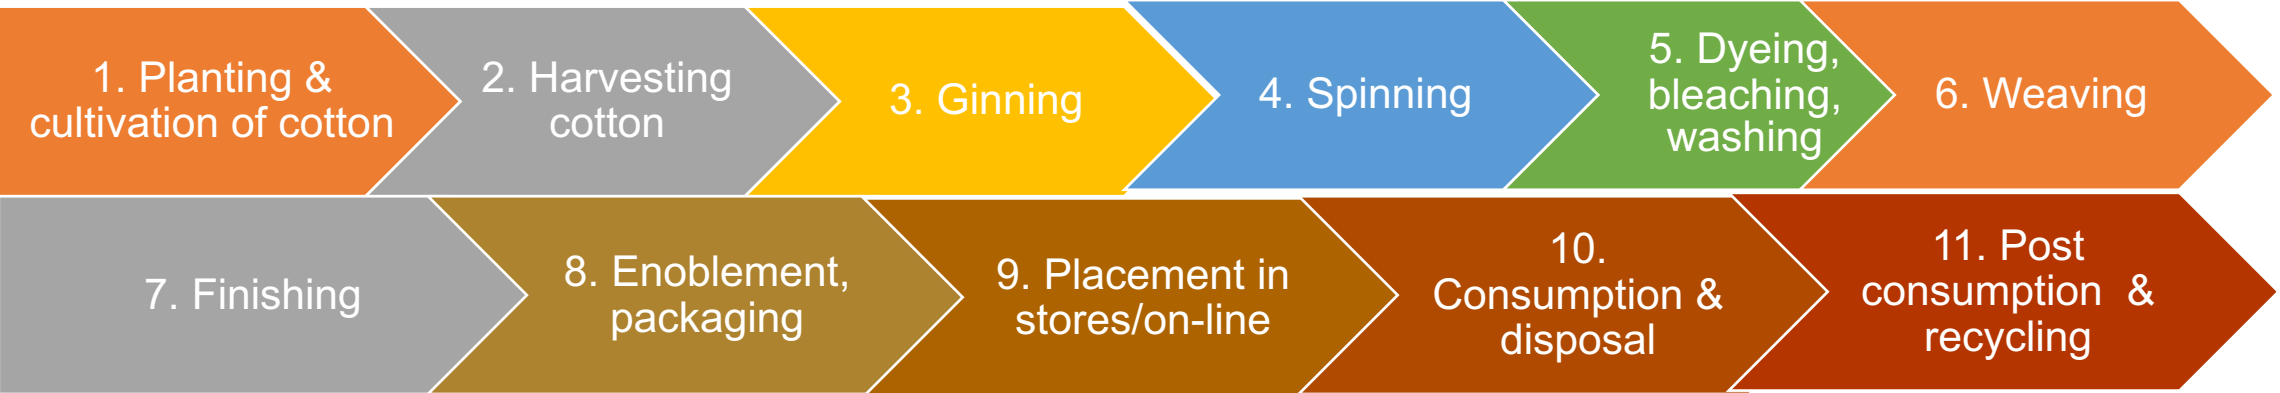 1. Planting &
cultivation of cotton
2. Harvesting
cotton
3. Ginning
4. Spinning
5. Dyeing,
bleaching,
washing
6. Weaving
7. Finishing
8. Enoblement,
packaging
9. Placement in
stores/on-line
10.
Consumption &
disposal
11. Post
consumption &
recycling